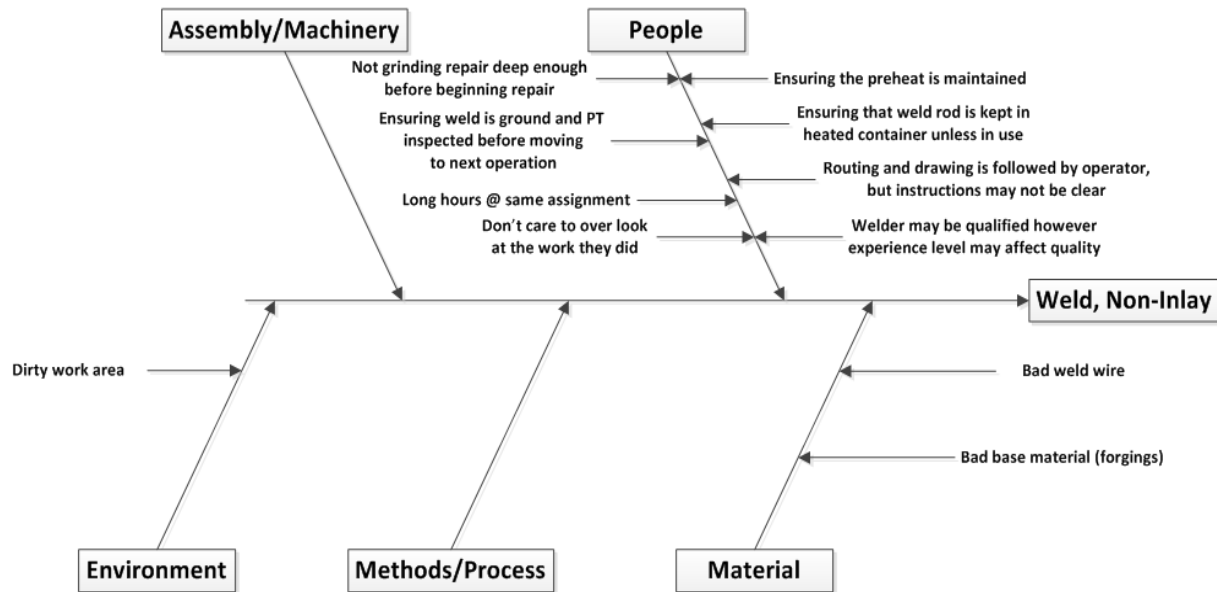 Assembly/Machinery
People
Not grinding repair deep enough
before beginning repair
Ensuring the preheat is maintained
Ensuring that weld rod is kept in
heated container unless in use
Ensuring weld is ground and PT
inspected before moving
to next operation
Routing and drawing is followed by operator,
but instructions may not be clear
Long hours @ same assignment
Don't care to over look
at the work they did
Welder may be qualified however
experience level may affect quality
Weld, Non-Inlay
Dirty work area
Bad weld wire
Bad base material (forgings)
Environment
Methods/Process
Material